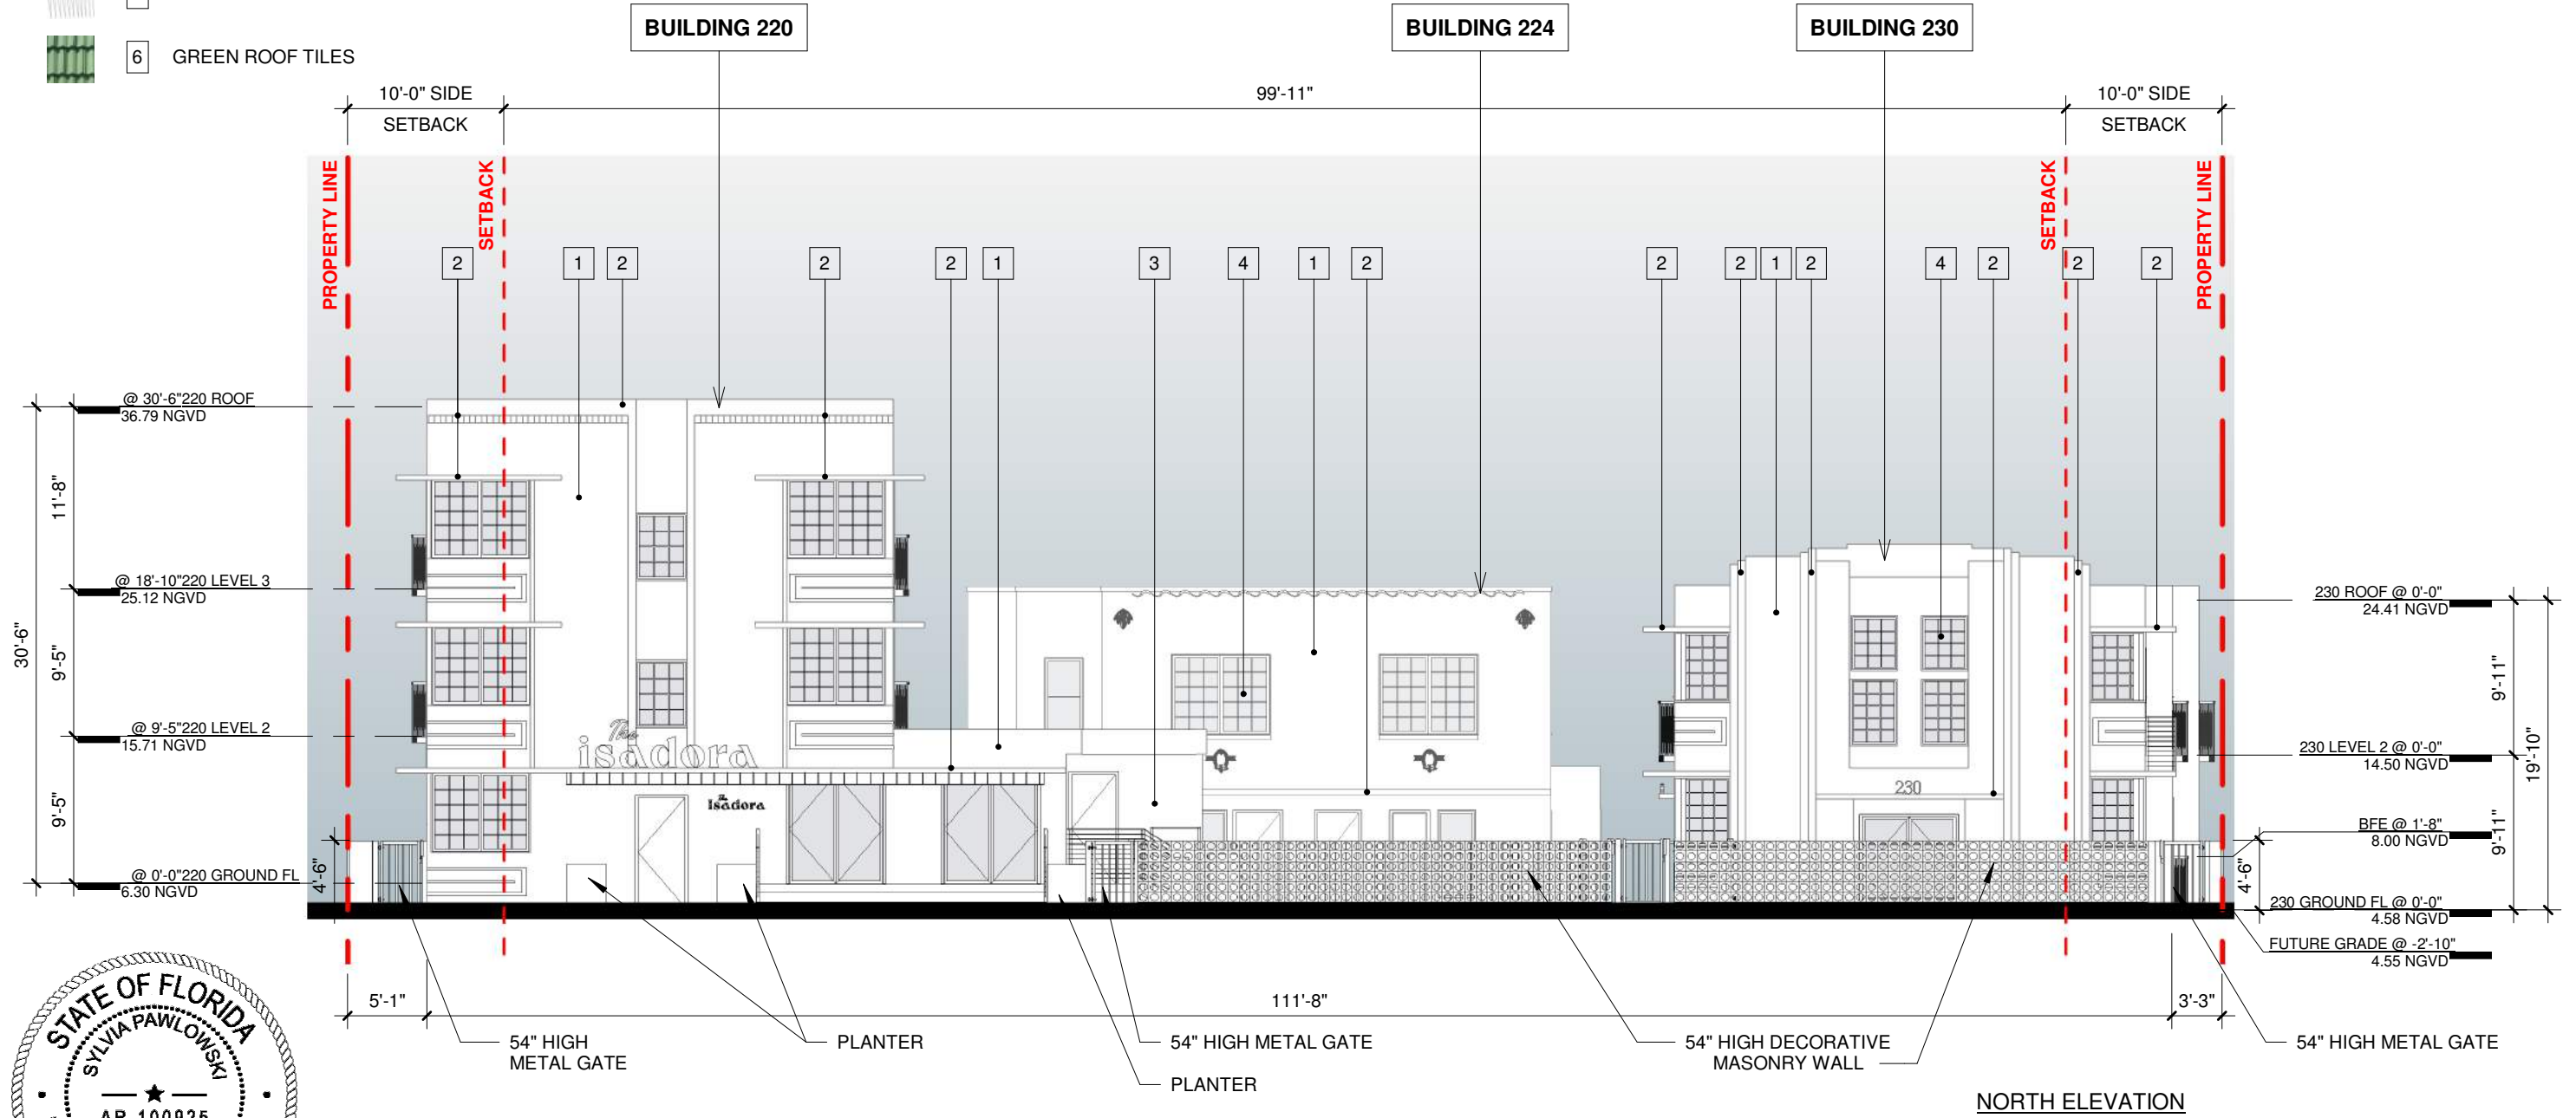 6 GREEN ROOF TILES
BUILDING 220
BUILDING 224
BUILDING 230
10'-0" SIDE
SETBACK
99'-11"
10'-0" SIDE
SETBACK
PROPERTY LINE
SETBACK
SETBACK
PROPERTY LINE
2 1 2 2 2 1 3 4 1 2 2 2 1 2 4 2 2 2
@ 30'-6"220 ROOF
36.79 NGVD
@ 18'-10"220 LEVEL 3
25.12 NGVD
@ 9'-5"220 LEVEL 2
15.71 NGVD
@ 0'-0"220 GROUND FL
6.30 NGVD
30'-6"
11'-8"
9'-5"
9'-5"
4'-6"
The
isadora
The
Isadora
230
230 ROOF @ 0'-0"
24.41 NGVD
230 LEVEL 2 @ 0'-0"
14.50 NGVD
BFE @ 1'-8"
8.00 NGVD
230 GROUND FL @ 0'-0"
4.58 NGVD
FUTURE GRADE @ -2'-10"
4.55 NGVD
9'-11"
9'-11"
19'-10"
4'-6"
5'-1"
111'-8"
3'-3"
54" HIGH
METAL GATE
PLANTER
54" HIGH METAL GATE
PLANTER
54" HIGH DECORATIVE
MASONRY WALL
54" HIGH METAL GATE
NORTH ELEVATION
STATE OF FLORIDA
SYLVIA PAWLOWSKI
AR 100925